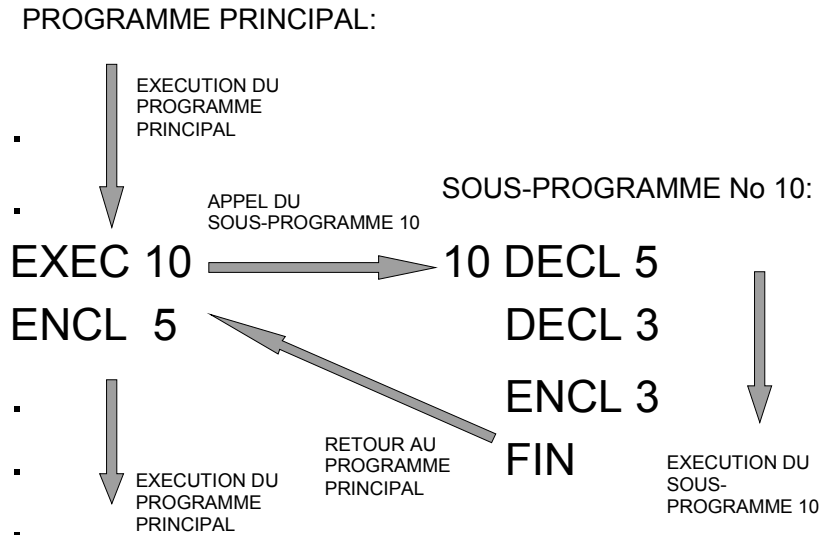 PROGRAMME PRINCIPAL:
EXECUTION DU
PROGRAMME
PRINCIPAL
APPEL DU
SOUS-PROGRAMME 10
SOUS-PROGRAMME No 10:
EXEC 10
10 DECL 5
ENCL 5
DECL 3
ENCL 3
FIN
RETOUR AU
PROGRAMME
PRINCIPAL
EXECUTION DU
SOUS-
PROGRAMME 10
EXECUTION DU
PROGRAMME
PRINCIPAL